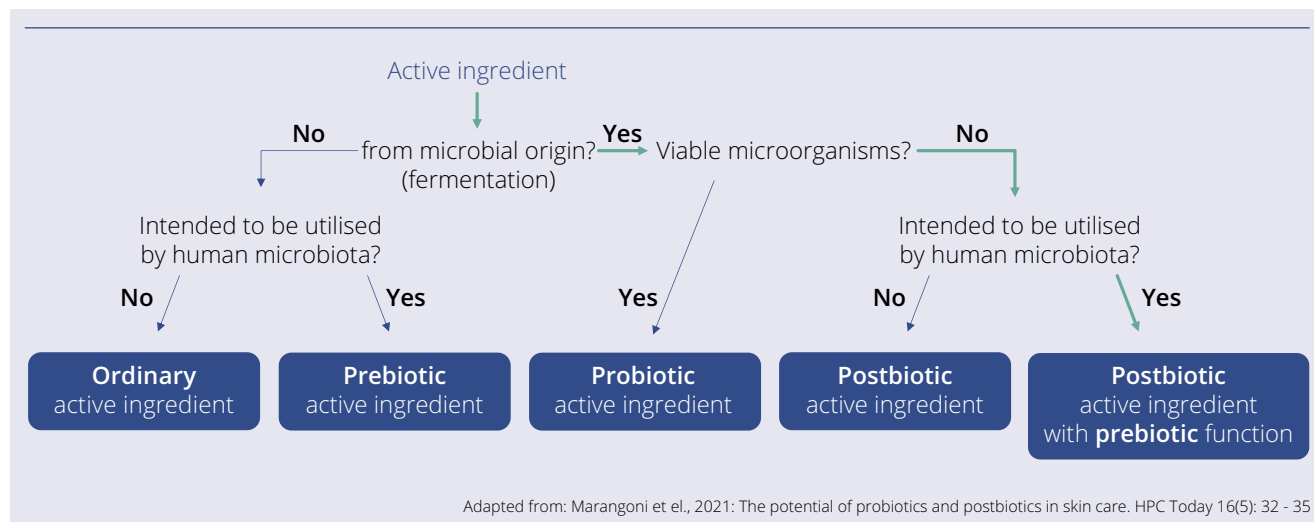 Active ingredient
No
from microbial origin?
(fermentation)
Yes
Viable microorganisms?
No
Intended to be utilised
by human microbiota?
Intended to be utilised
by human microbiota?
No
Yes
Yes
No
Yes
Ordinary
active ingredient
Prebiotic
active ingredient
Probiotic
active ingredient
Postbiotic
active ingredient
Postbiotic
active ingredient
with prebiotic function
Adapted from: Marangoni et el., 2021: The potential of probiotics and postbiotics in skin care. HPC Today 16(5): 32 - 35